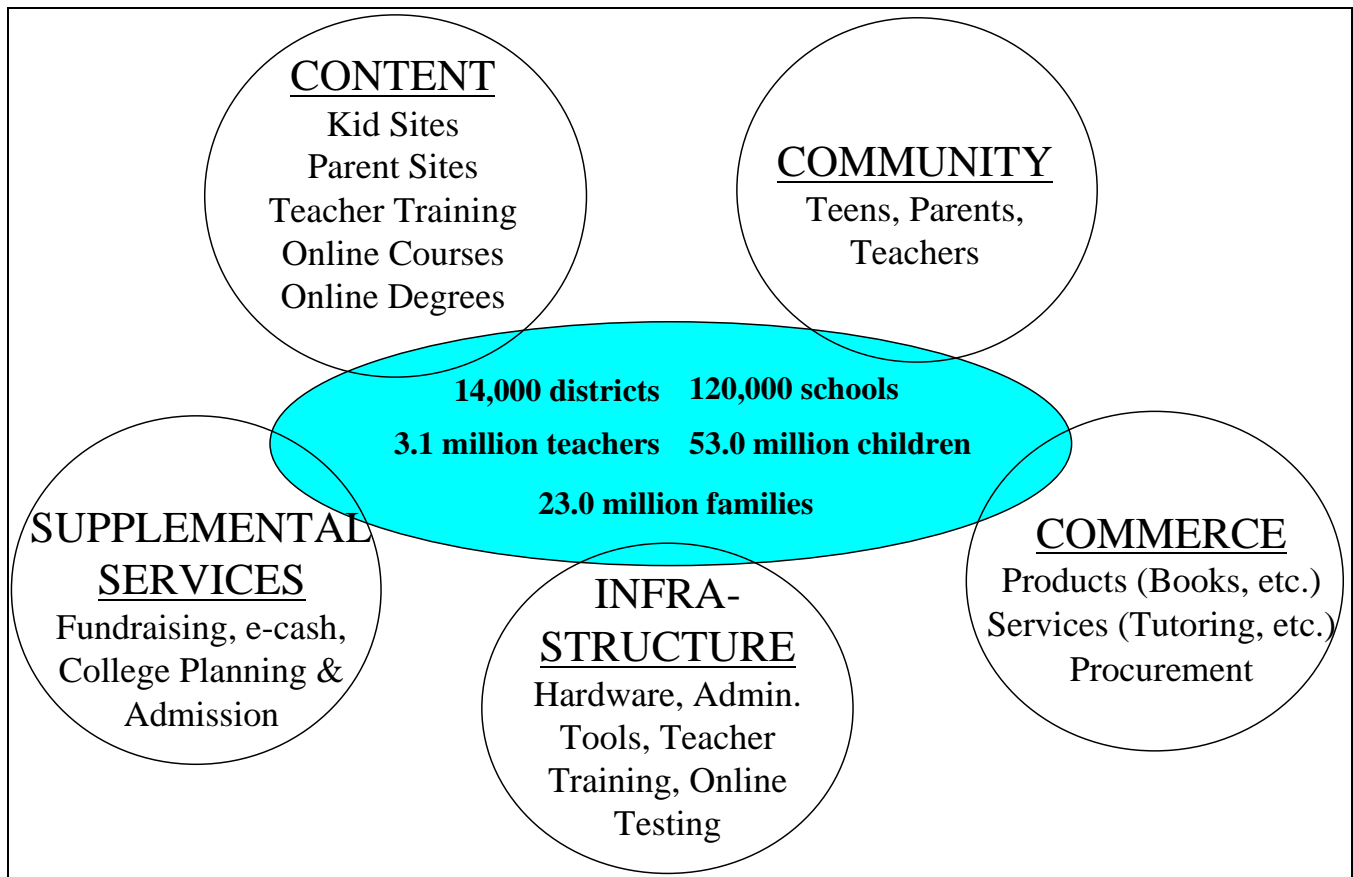 CONTENT
Kid Sites
Parent Sites
Teacher Training
Online Courses
Online Degrees
COMMUNITY
Teens, Parents,
Teachers
14,000 districts 120,000 schools
3.1 million teachers 53.0 million children
23.0 million families
SUPPLEMENTAL
SERVICES
Fundraising, e-cash,
College Planning &
Admission
INFRA-
STRUCTURE
Hardware, Admin.
Tools, Teacher
Training, Online
Testing
COMMERCE
Products (Books, etc.)
Services (Tutoring, etc.)
Procurement